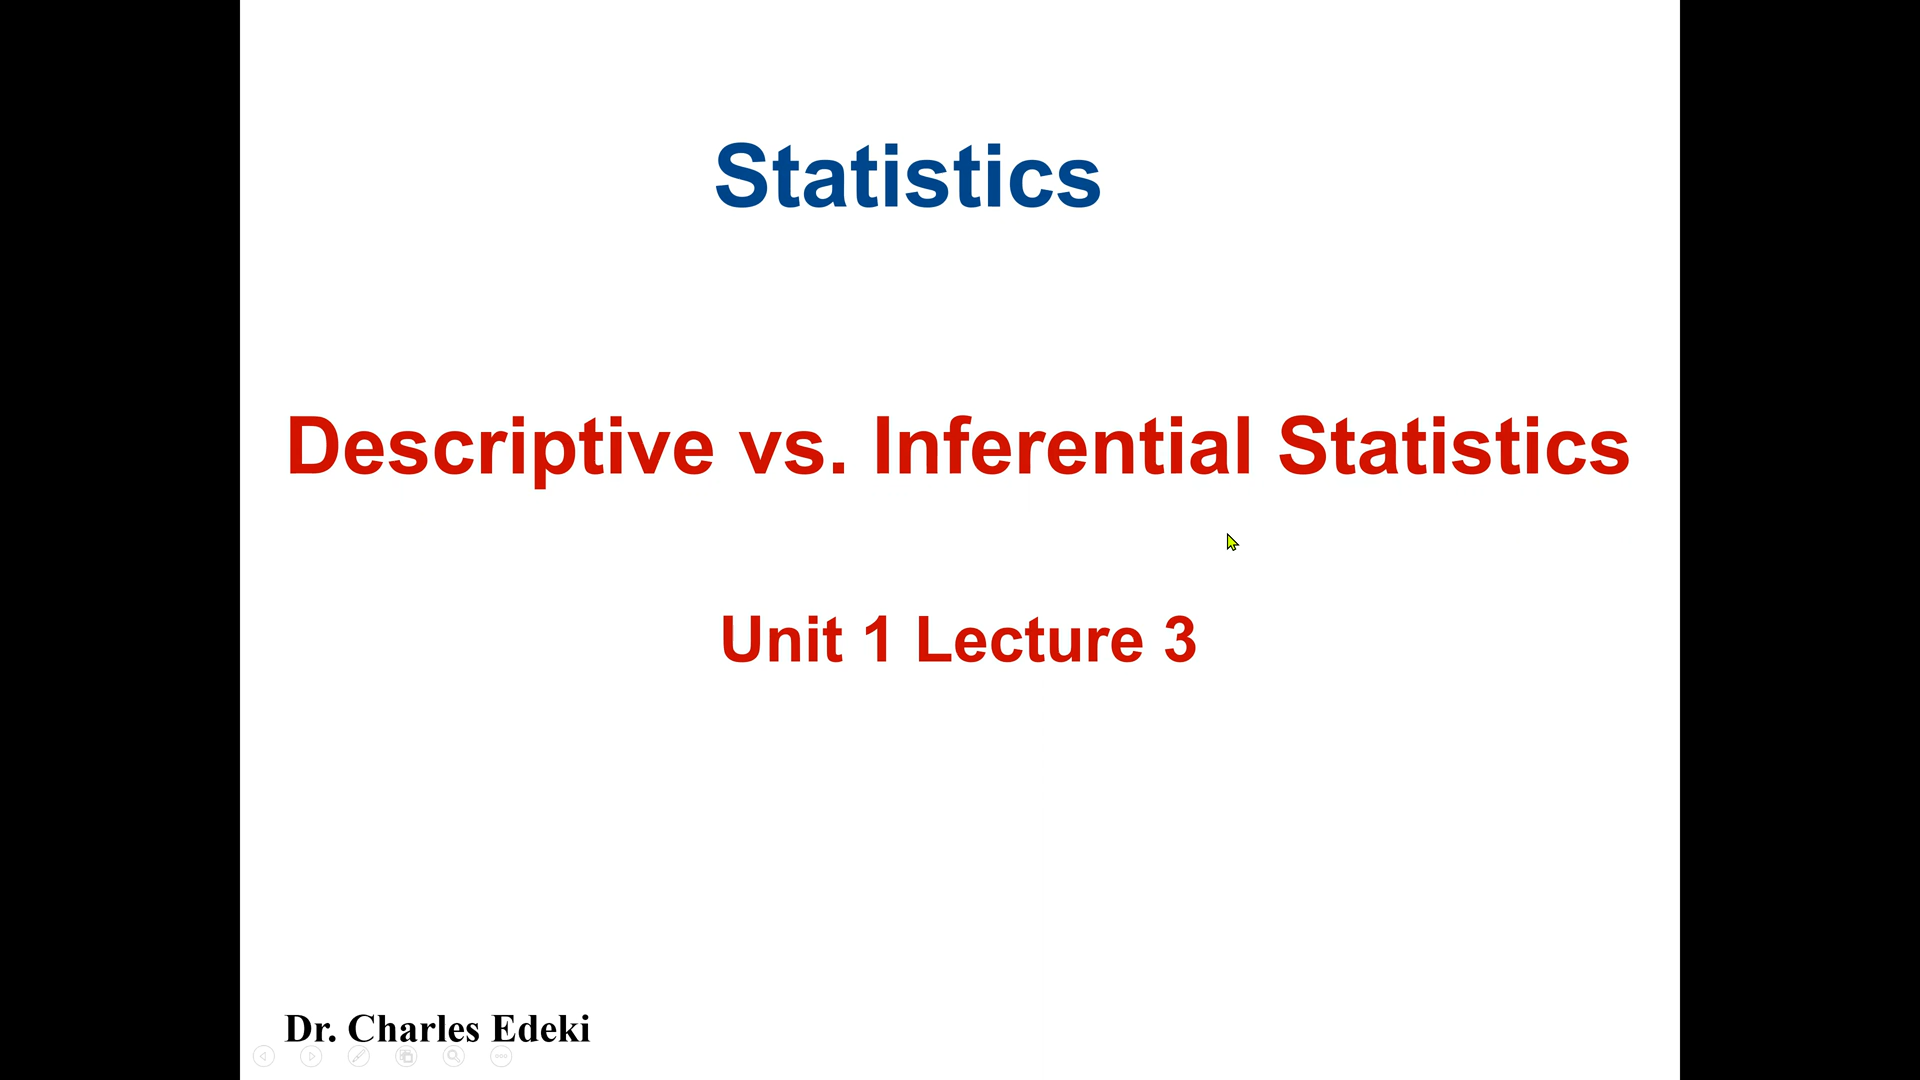 Statistics
Descriptive vs. Inferential Statistics
Unit 1 Lecture 3
Dr. Charles Edeki